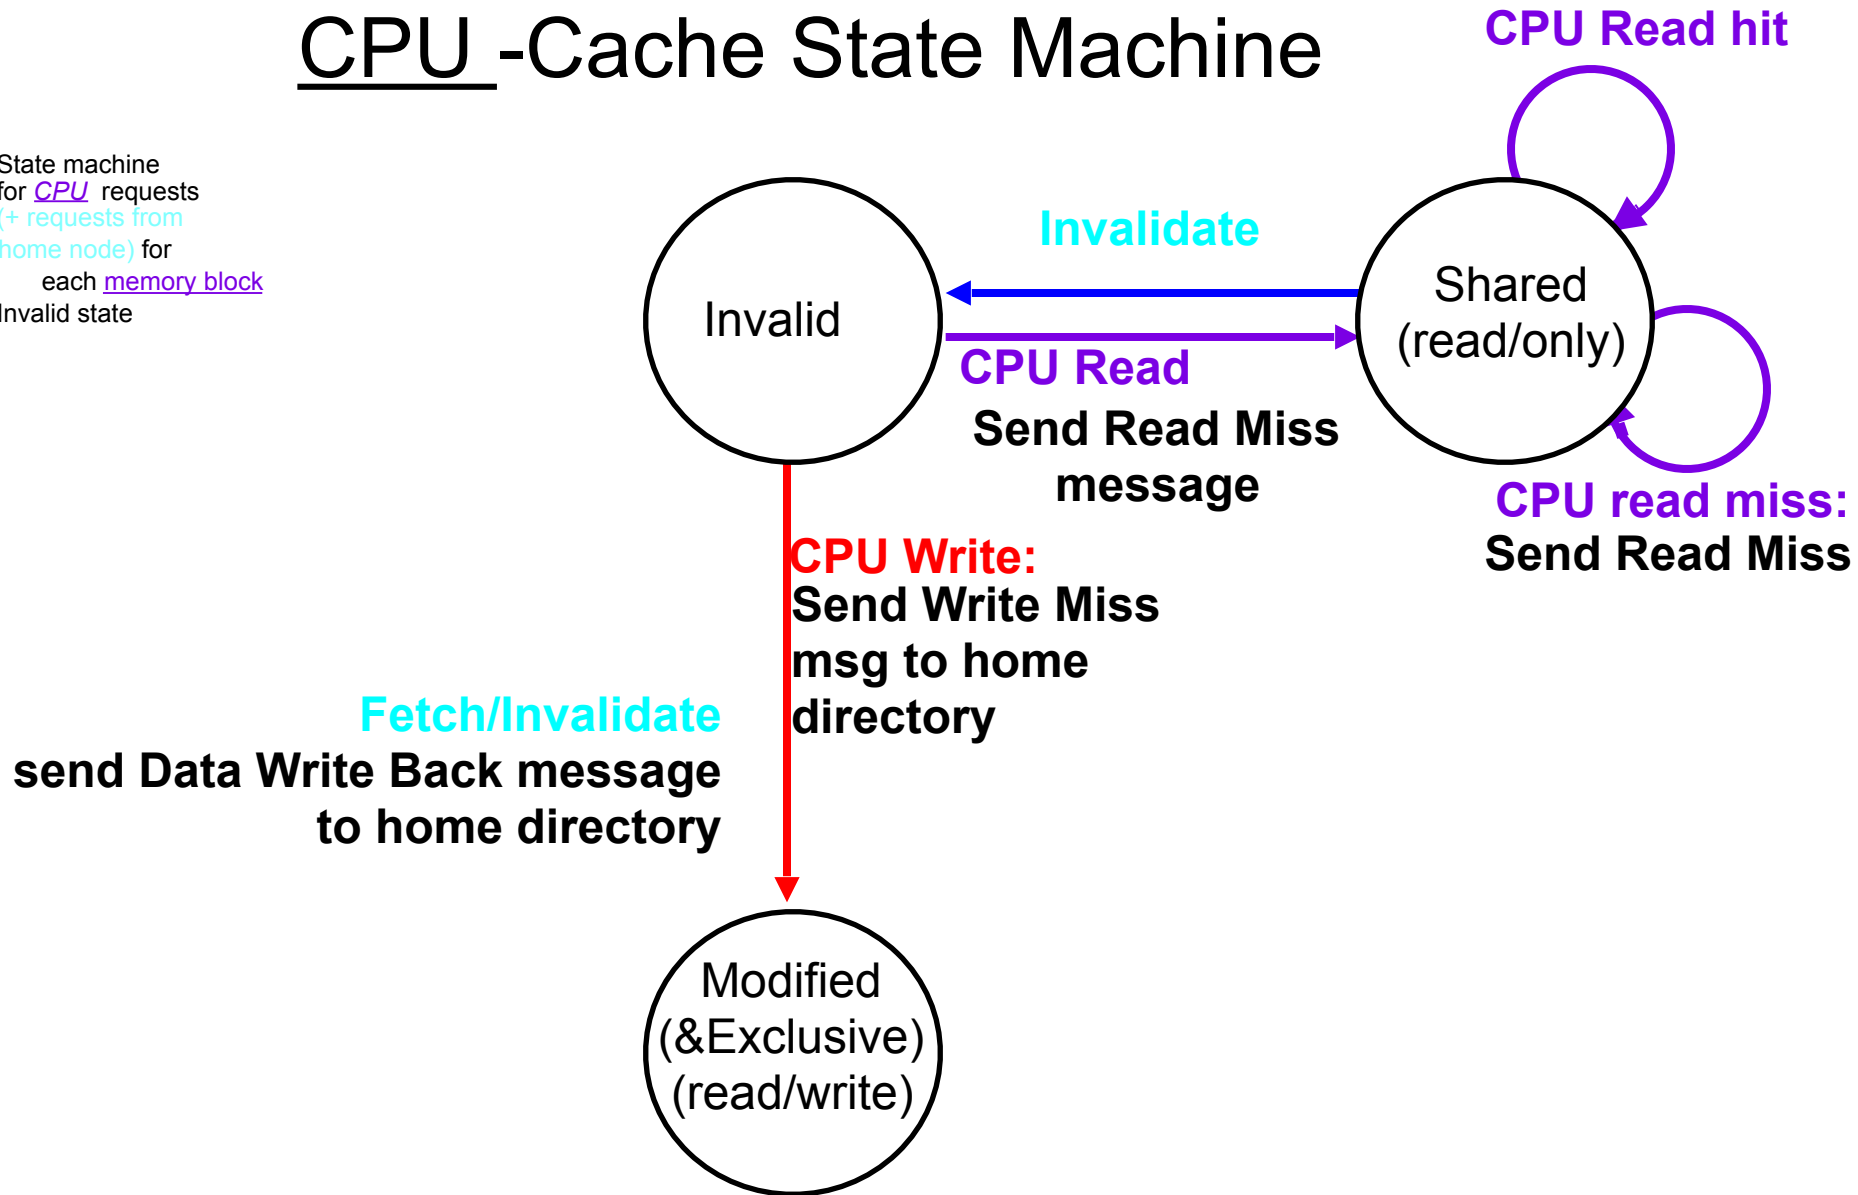 CPU -Cache State Machine
CPU Read hit
State machine
for CPU requests
(+ requests from
home node) for
each memory block
Invalid state
Invalidate
Invalid
Shared
(read/only)
CPU Read
Send Read Miss
message
CPU read miss:
Send Read Miss
CPU Write:
Send Write Miss
msg to home
directory
Fetch/Invalidate
send Data Write Back message
to home directory
Modified
(&Exclusive)
(read/write)